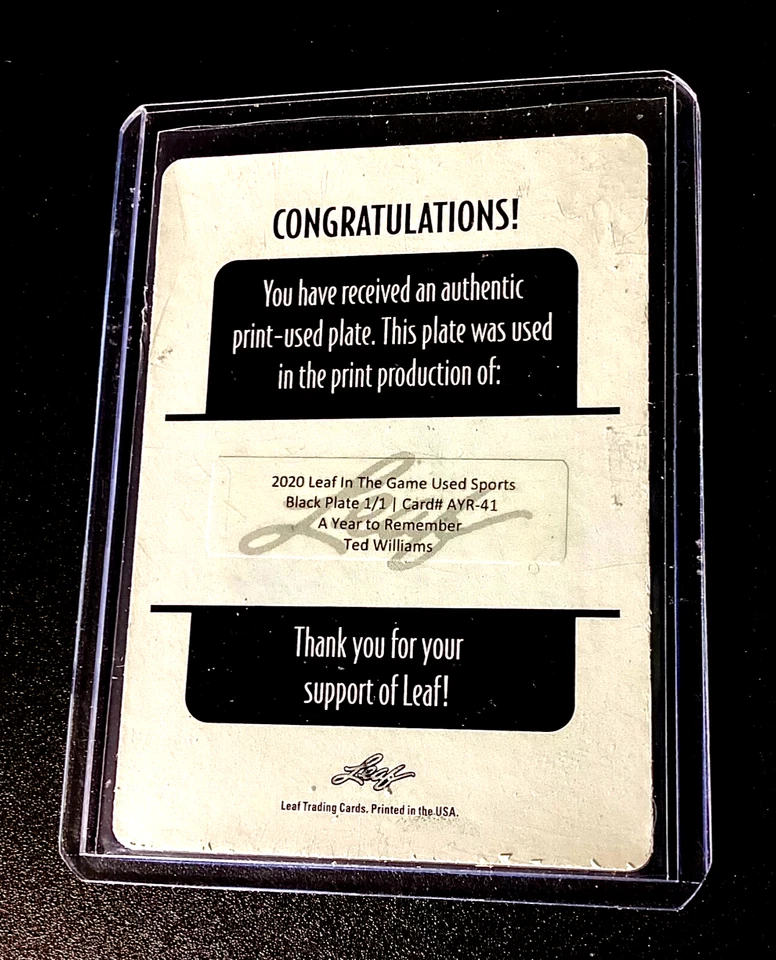 CONGRATULATIONS!
You have received an authentic
print-used plate. This plate was used
in the print production of:
Leaf
2020 Leaf In The Game Used Sports
Black Plate 1/1 | Card# AYR-41
A Year to Remember
Ted Williams
Thank you for your
support of Leaf!
Leaf
Leaf Trading Cards. Printed in the USA.